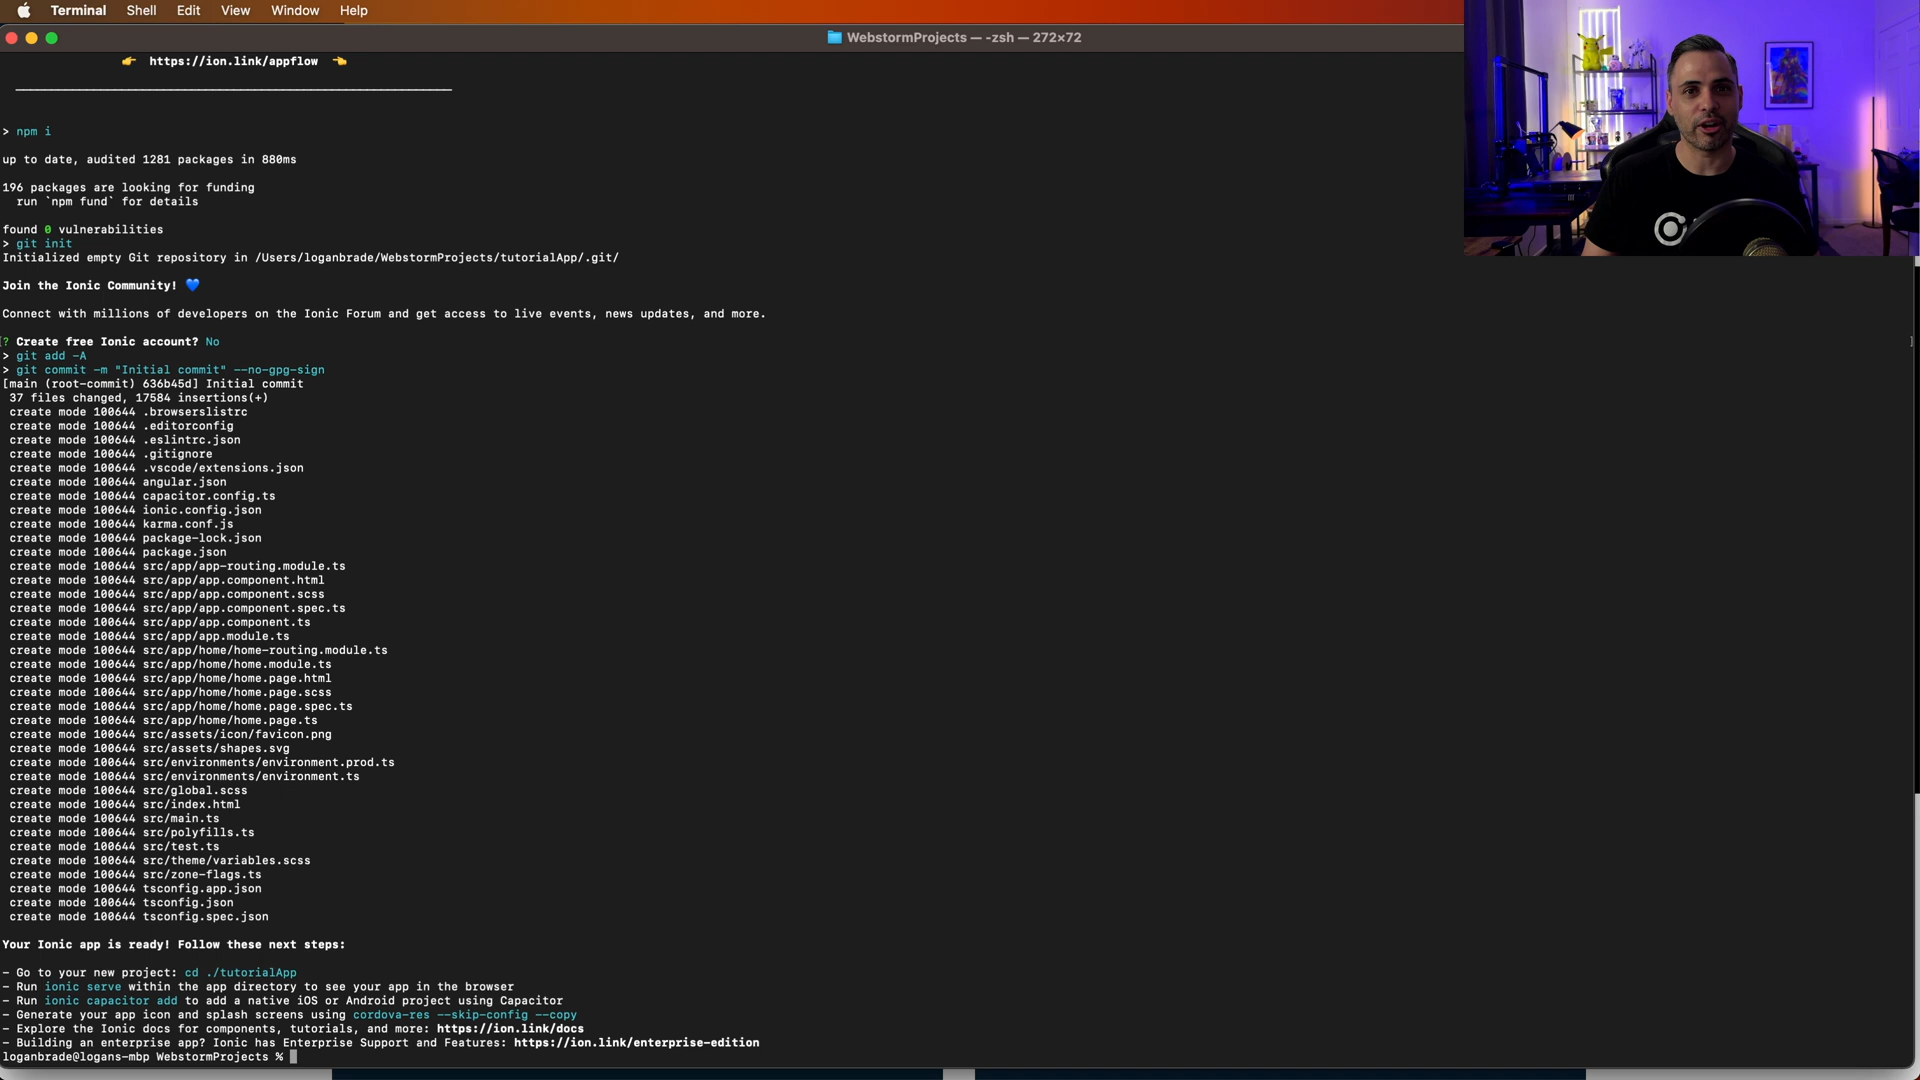 Terminal Shell Edit View Window Help
WebstormProjects — -zsh — 272×72
👉 https://ion.link/appflow 👈
> npm i
up to date, audited 1281 packages in 880ms
196 packages are looking for funding
run `npm fund` for details
found 0 vulnerabilities
> git init
Initialized empty Git repository in /Users/loganbrade/WebstormProjects/tutorialApp/.git/
Join the Ionic Community! 💙
Connect with millions of developers on the Ionic Forum and get access to live events, news updates, and more.
[? Create free Ionic account? No ]
> git add -A
> git commit -m "Initial commit" --no-gpg-sign
[main (root-commit) 636b45d] Initial commit
37 files changed, 17584 insertions(+)
create mode 100644 .browserslistrc
create mode 100644 .editorconfig
create mode 100644 .eslintrc.json
create mode 100644 .gitignore
create mode 100644 .vscode/extensions.json
create mode 100644 angular.json
create mode 100644 capacitor.config.ts
create mode 100644 ionic.config.json
create mode 100644 karma.conf.js
create mode 100644 package-lock.json
create mode 100644 package.json
create mode 100644 src/app/app-routing.module.ts
create mode 100644 src/app/app.component.html
create mode 100644 src/app/app.component.scss
create mode 100644 src/app/app.component.spec.ts
create mode 100644 src/app/app.component.ts
create mode 100644 src/app/app.module.ts
create mode 100644 src/app/home/home-routing.module.ts
create mode 100644 src/app/home/home.module.ts
create mode 100644 src/app/home/home.page.html
create mode 100644 src/app/home/home.page.scss
create mode 100644 src/app/home/home.page.spec.ts
create mode 100644 src/app/home/home.page.ts
create mode 100644 src/assets/icon/favicon.png
create mode 100644 src/assets/shapes.svg
create mode 100644 src/environments/environment.prod.ts
create mode 100644 src/environments/environment.ts
create mode 100644 src/global.scss
create mode 100644 src/index.html
create mode 100644 src/main.ts
create mode 100644 src/polyfills.ts
create mode 100644 src/test.ts
create mode 100644 src/theme/variables.scss
create mode 100644 src/zone-flags.ts
create mode 100644 tsconfig.app.json
create mode 100644 tsconfig.json
create mode 100644 tsconfig.spec.json
Your Ionic app is ready! Follow these next steps:
- Go to your new project: cd ./tutorialApp
- Run ionic serve within the app directory to see your app in the browser
- Run ionic capacitor add to add a native iOS or Android project using Capacitor
- Generate your app icon and splash screens using cordova-res --skip-config --copy
- Explore the Ionic docs for components, tutorials, and more: https://ion.link/docs
- Building an enterprise app? Ionic has Enterprise Support and Features: https://ion.link/enterprise-edition
loganbrade@logans-mbp WebstormProjects %